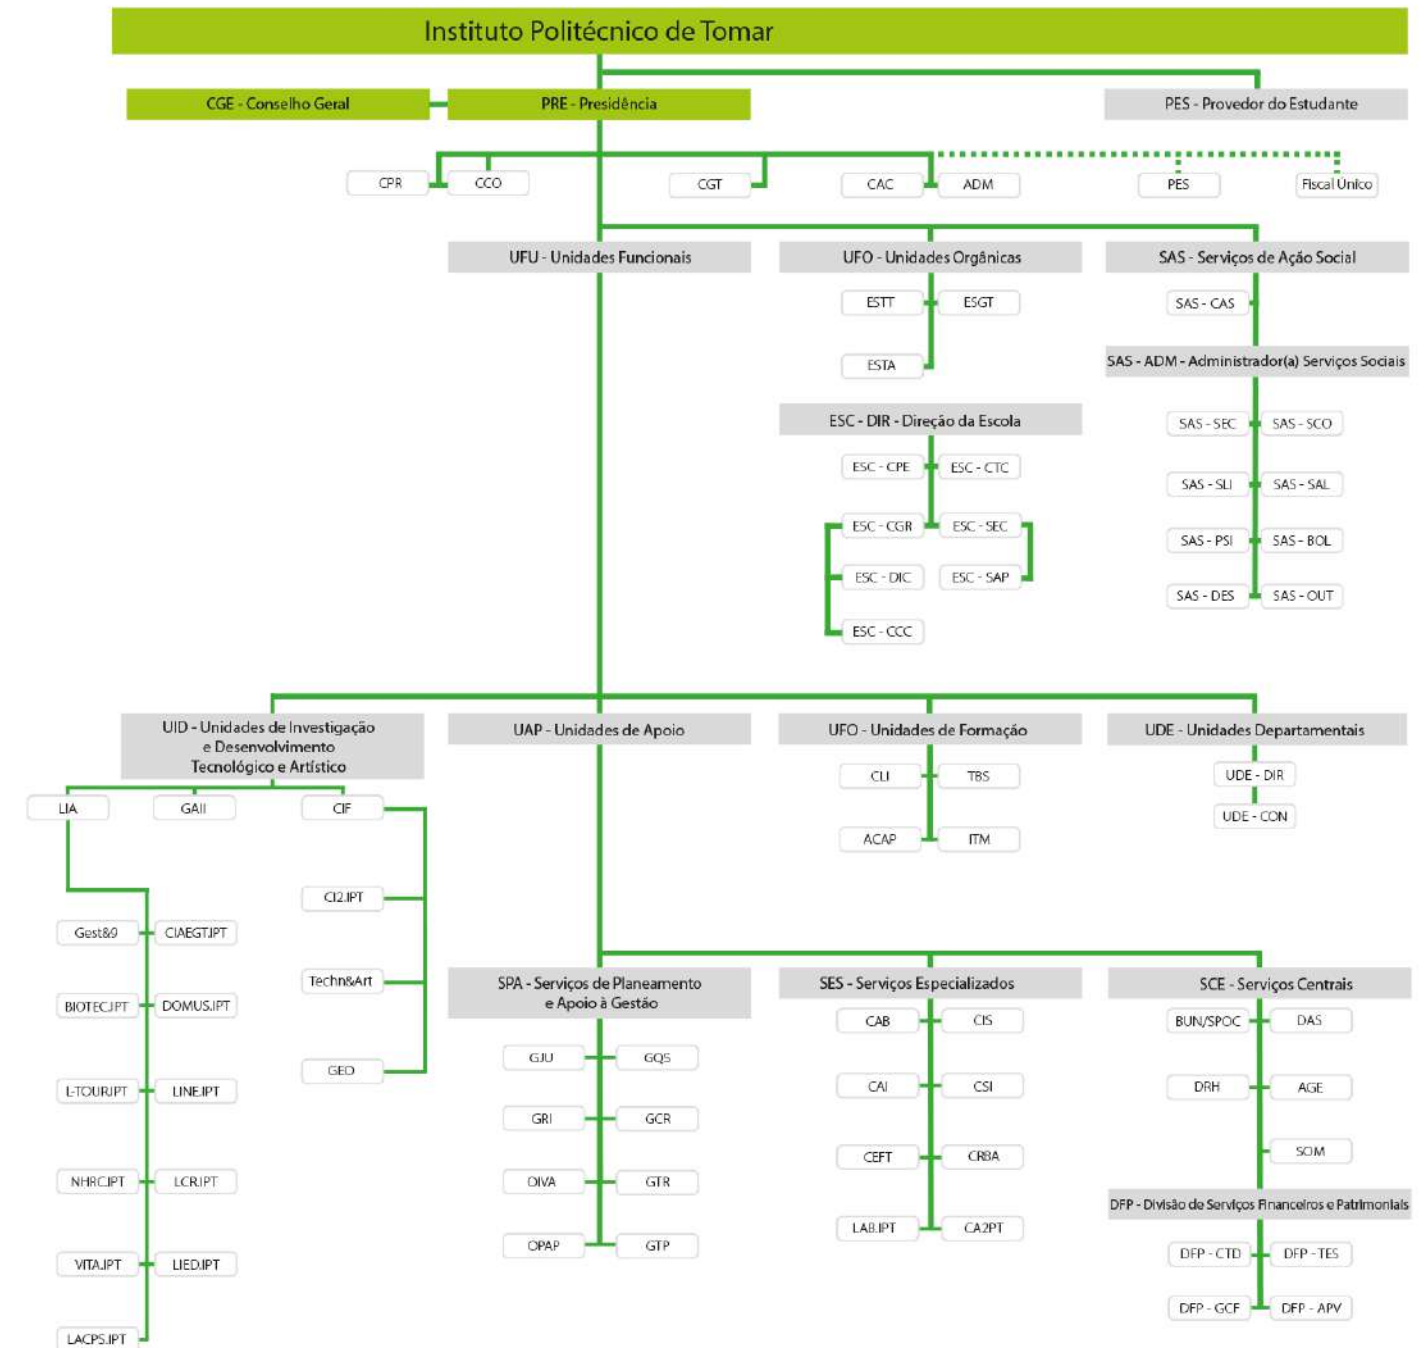 Instituto Politécnico de Tomar
CGE - Conselho Geral
PRE - Presidência
PES - Provedor do Estudante
CPR
CCO
CGT
CAC
ADM
PES
Fiscal Único
UFU - Unidades Funcionais
UFO - Unidades Orgânicas
SAS - Serviços de Ação Social
ESTT
ESGT
SAS - CAS
ESTA
SAS - ADM - Administrador(a) Serviços Sociais
ESC - DIR - Direção da Escola
SAS - SEC
SAS - SCO
ESC - CPE
ESC - CTC
SAS - SLI
SAS - SAL
ESC - CGR
ESC - SEC
SAS - PSI
SAS - BOL
ESC - DIC
ESC - SAP
SAS - DES
SAS - OUT
ESC - CCC
UID - Unidades de Investigação
e Desenvolvimento
Tecnológico e Artístico
UAP - Unidades de Apoio
UFO - Unidades de Formação
UDE - Unidades Departamentais
CLI
TBS
UDE - DIR
LIA
GAII
CIF
UDE - CON
ACAP
ITM
CI2.IPT
Gest&9
CIAEGT.IPT
Techn&Art
SPA - Serviços de Planeamento
e Apoio à Gestão
SES - Serviços Especializados
SCE - Serviços Centrais
BIOTEC.IPT
DOMUS.IPT
CAB
CIS
BUN/SPOC
DAS
GEO
GJU
GQS
L-TOUR.IPT
LINE.IPT
CAI
CSI
DRH
AGE
GRI
GCR
CEFT
CRBA
SOM
NHRC.IPT
LCR.IPT
OIVA
GTR
DFP - Divisão de Serviços Financeiros e Patrimoniais
LAB.IPT
CA2PT
OPAP
GTP
VITA.IPT
LIED.IPT
DFP - CTD
DFP - TES
DFP - GCF
DFP - APV
LACPS.IPT